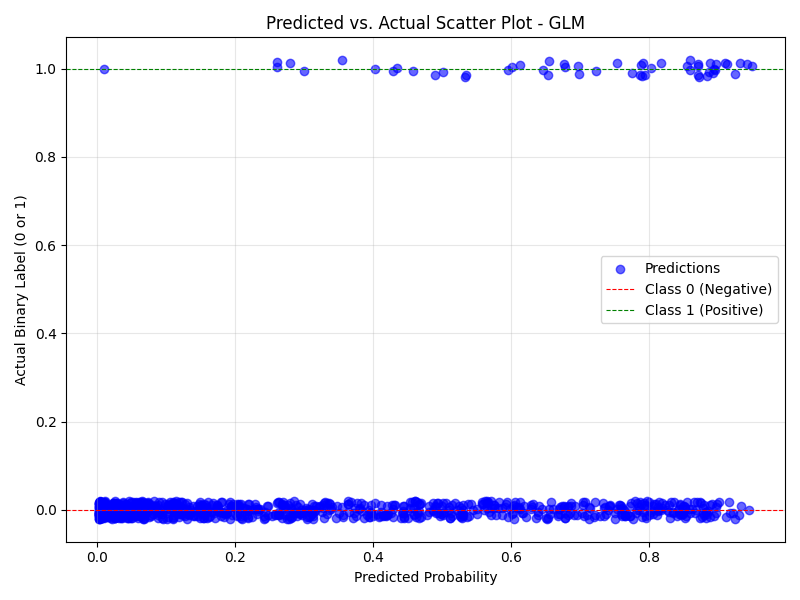 Predicted vs. Actual Scatter Plot - GLM
Actual Binary Label (0 or 1)
1.0
0.8
0.6
0.4
0.2
0.0
Predictions
Class 0 (Negative)
Class 1 (Positive)
0.0 0.2 0.4 0.6 0.8
Predicted Probability